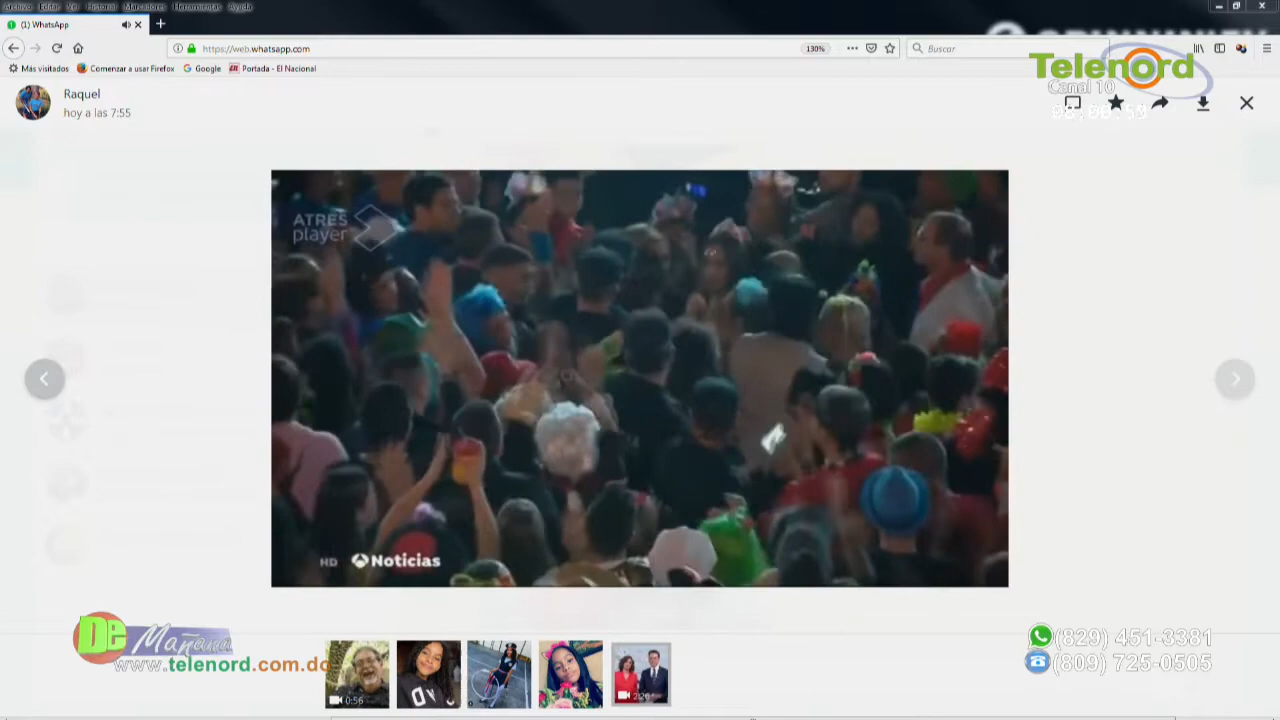 Archivo Editar Ver Historial Marcadores Herramientas Ayuda
(1) WhatsApp
https://web.whatsapp.com
130%
Buscar
Más visitados
Comenzar a usar Firefox
Google
Portada - El Nacional
Telenord
Canal 10
Raquel
hoy a las 7:55
ATRES
player
HD
Noticias
De Mañana
www.telenord.com.do
0:56
2:26
(829) 451-3381
(809) 725-0505